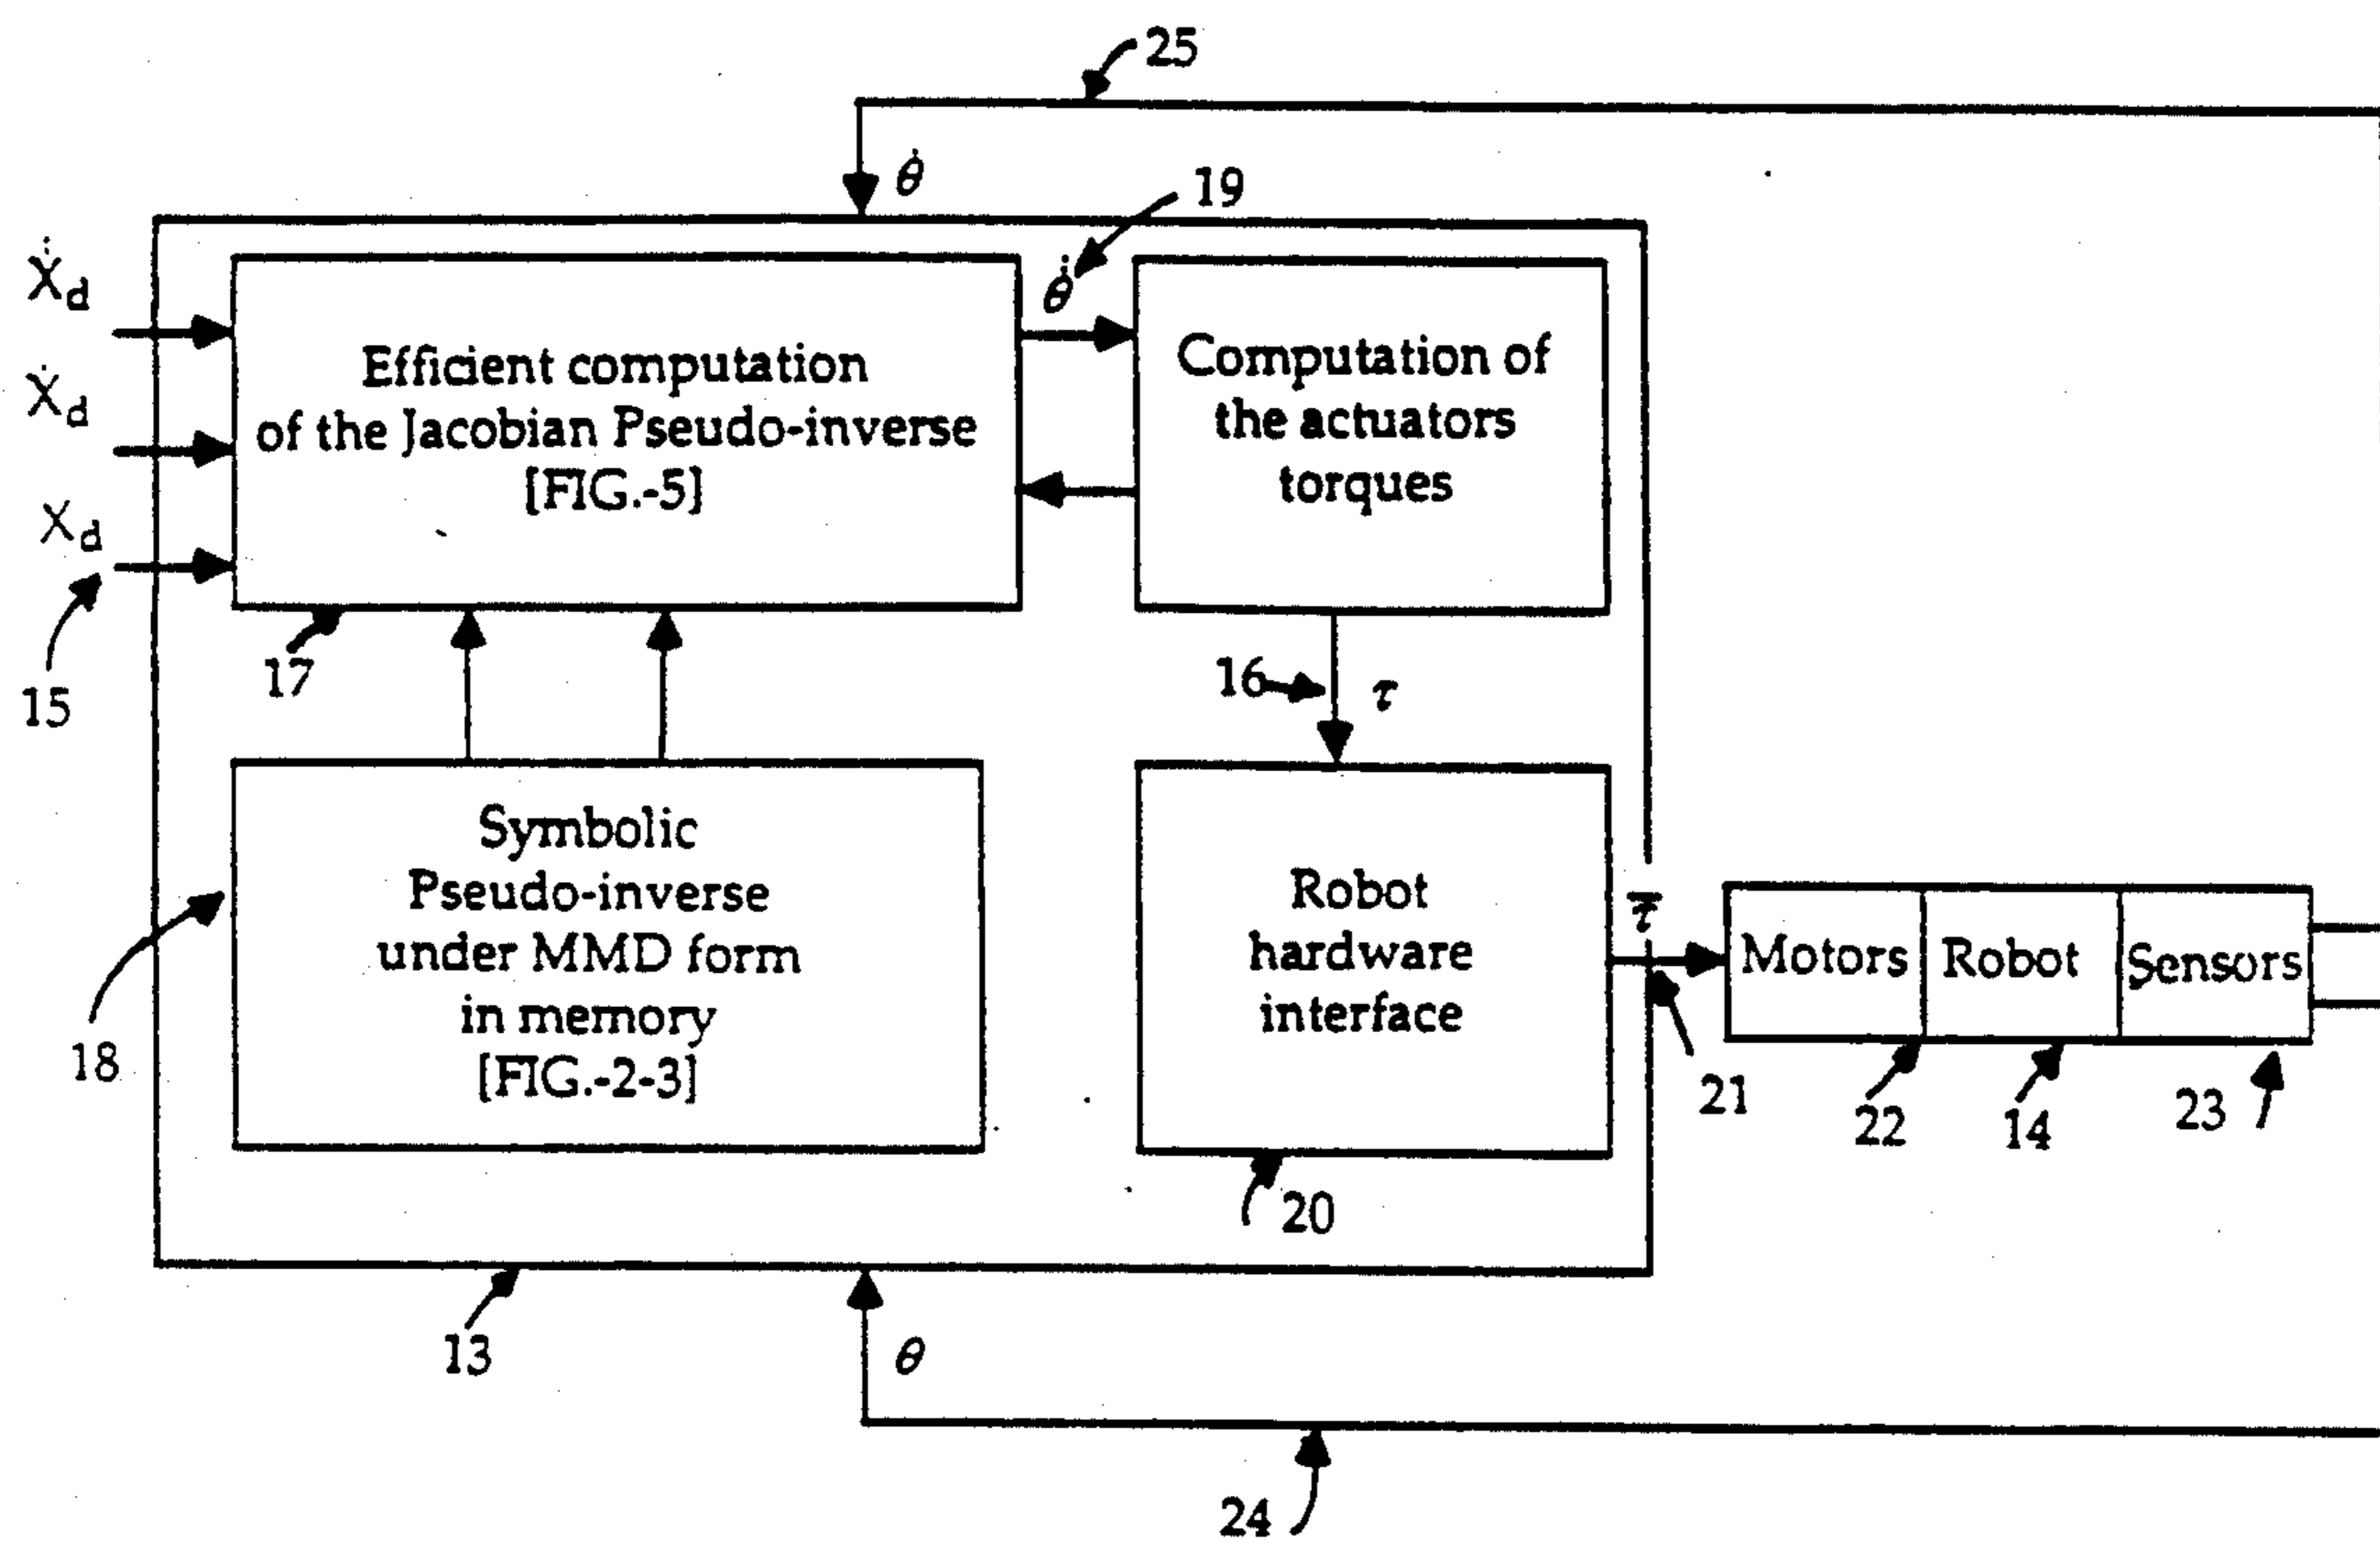 25
θ̇
19
Ẍd
θ̈
Efficient computation
of the Jacobian Pseudo-inverse
[FIG.-5]
Computation of
the actuators
torques
Ẋd
Xd
15
17
16
τ
Symbolic
Pseudo-inverse
under MMD form
in memory
[FIG.-2-3]
18
Robot
hardware
interface
τ̅
Motors
Robot
Sensors
21
22
14
23
20
13
θ
24